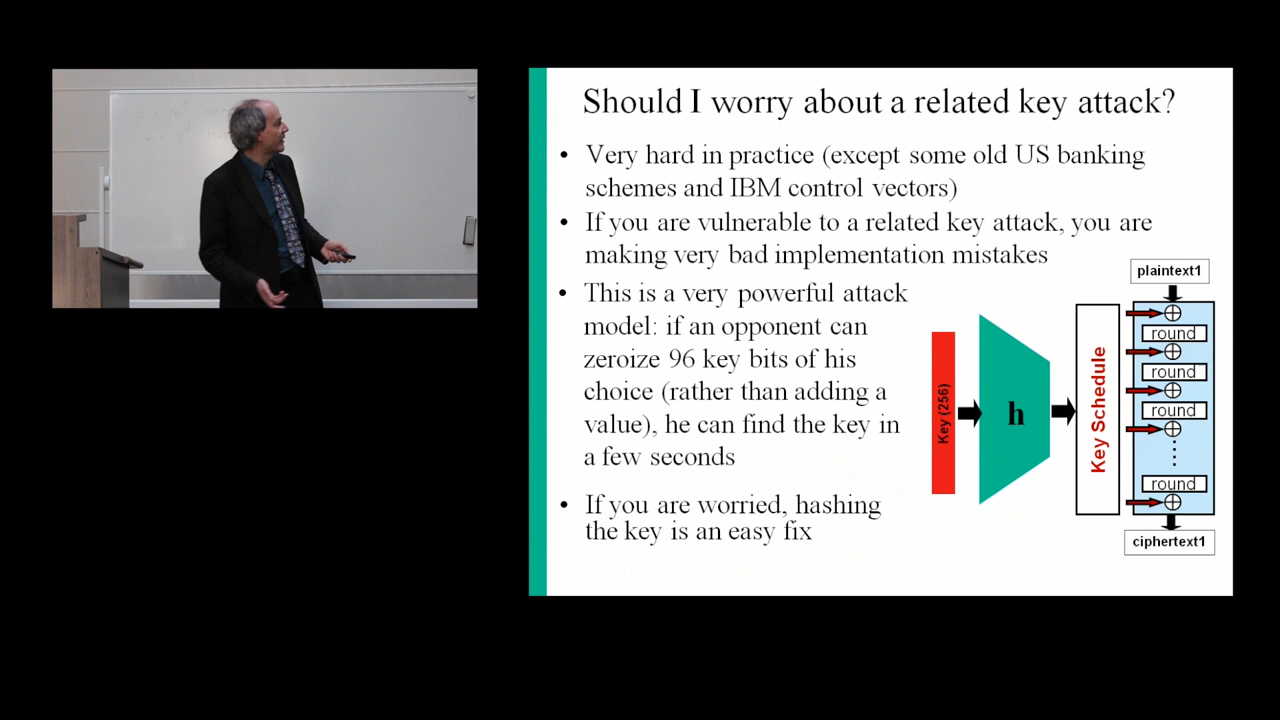 Should I worry about a related key attack?
• Very hard in practice (except some old US banking
schemes and IBM control vectors)
• If you are vulnerable to a related key attack, you are
making very bad implementation mistakes
• This is a very powerful attack
model: if an opponent can
zeroize 96 key bits of his
choice (rather than adding a
value), he can find the key in
a few seconds
• If you are worried, hashing
the key is an easy fix
Key (256)
h
Key Schedule
plaintext1
round
round
round
round
ciphertext1